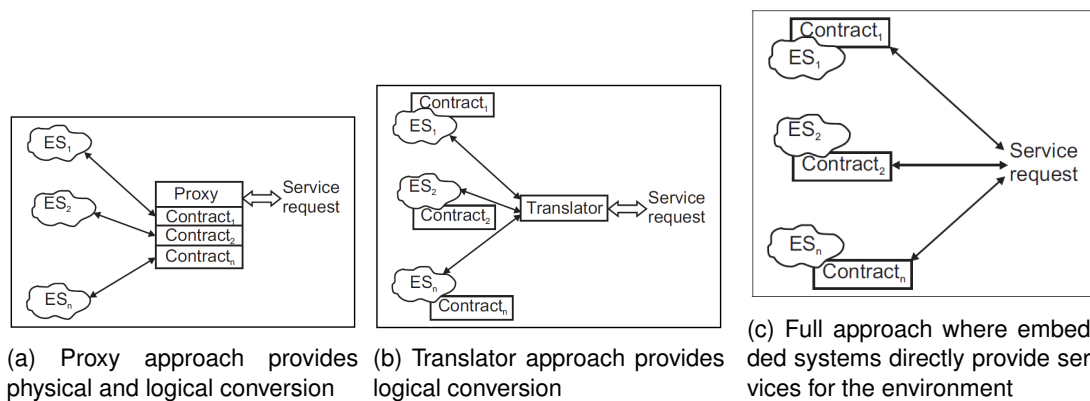 ES₁
ES₂
ESₙ
Proxy
Contract₁
Contract₂
Contractₙ
Service
request
(a) Proxy approach provides
physical and logical conversion
Contract₁
ES₁
ES₂
Contract₂
ESₙ
Contractₙ
Translator
Service
request
(b) Translator approach provides
logical conversion
Contract₁
ES₁
ES₂
Contract₂
ESₙ
Contractₙ
Service
request
(c) Full approach where embed
ded systems directly provide ser
vices for the environment